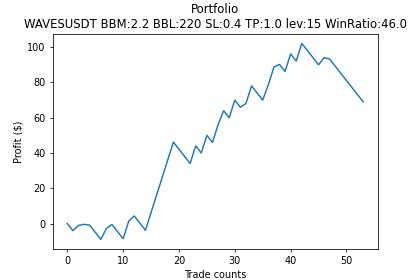 Portfolio
WAVESUSDT BBM:2.2 BBL:220 SL:0.4 TP:1.0 lev:15 WinRatio:46.0
100
80
60
40
20
0
Profit ($)
0 10 20 30 40 50
Trade counts